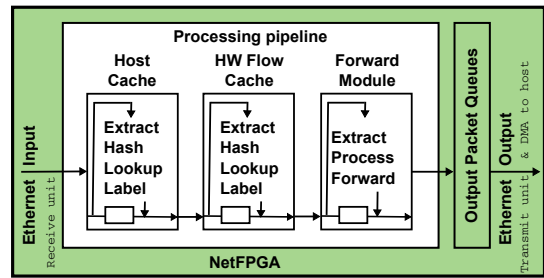 Processing pipeline
Host
Cache
HW Flow
Cache
Forward
Module
Extract
Hash
Lookup
Label
Extract
Hash
Lookup
Label
Extract
Process
Forward
Ethernet Input
Receive unit
Output Packet Queues
Ethernet Output
Transmit unit & DMA to host
NetFPGA